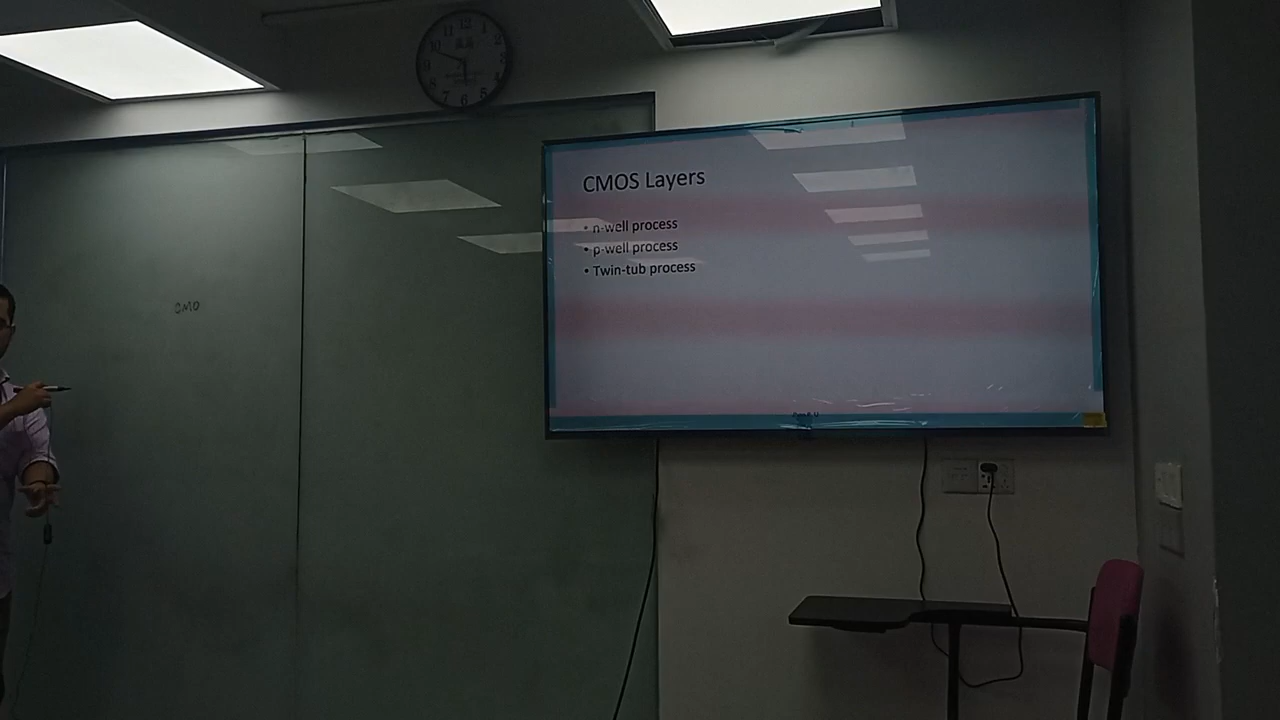 CMOS Layers
• n-well process
• p-well process
• Twin-tub process
CMO